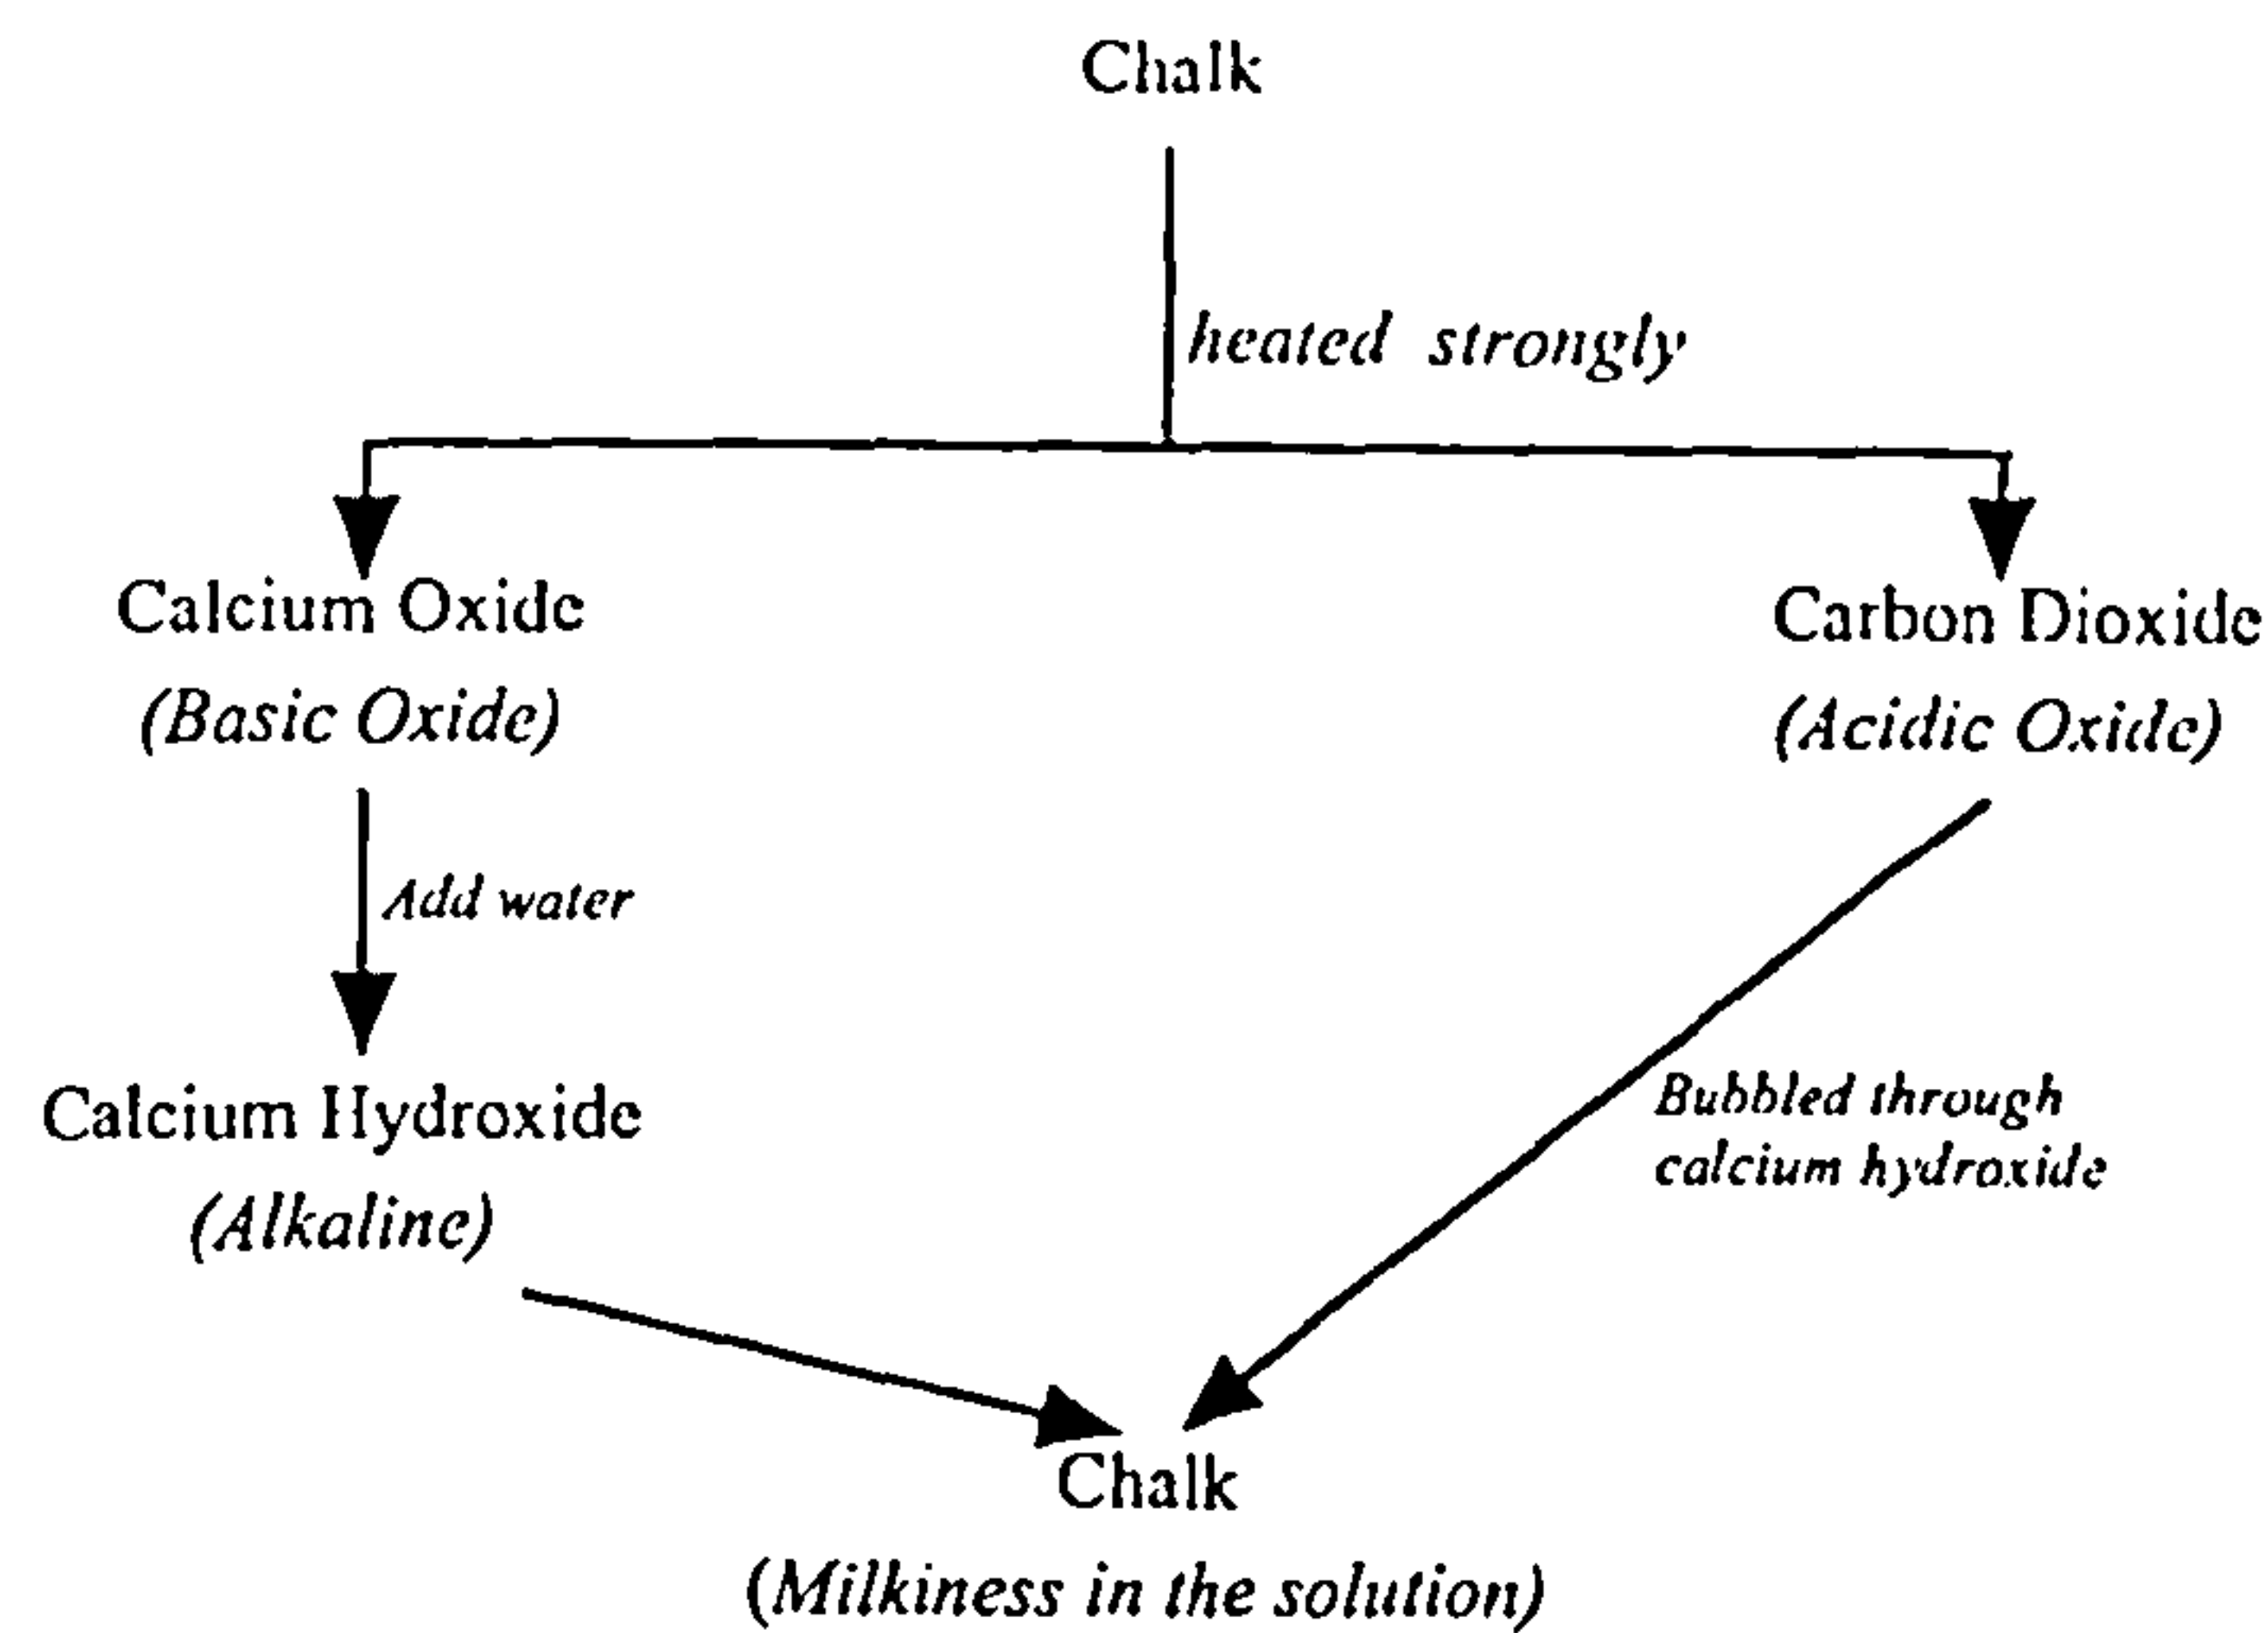 Chalk
heated strongly
Calcium Oxide
(Basic Oxide)
Carbon Dioxide
(Acidic Oxide)
Add water
Calcium Hydroxide
(Alkaline)
Bubbled through
calcium hydroxide
Chalk
(Milkiness in the solution)